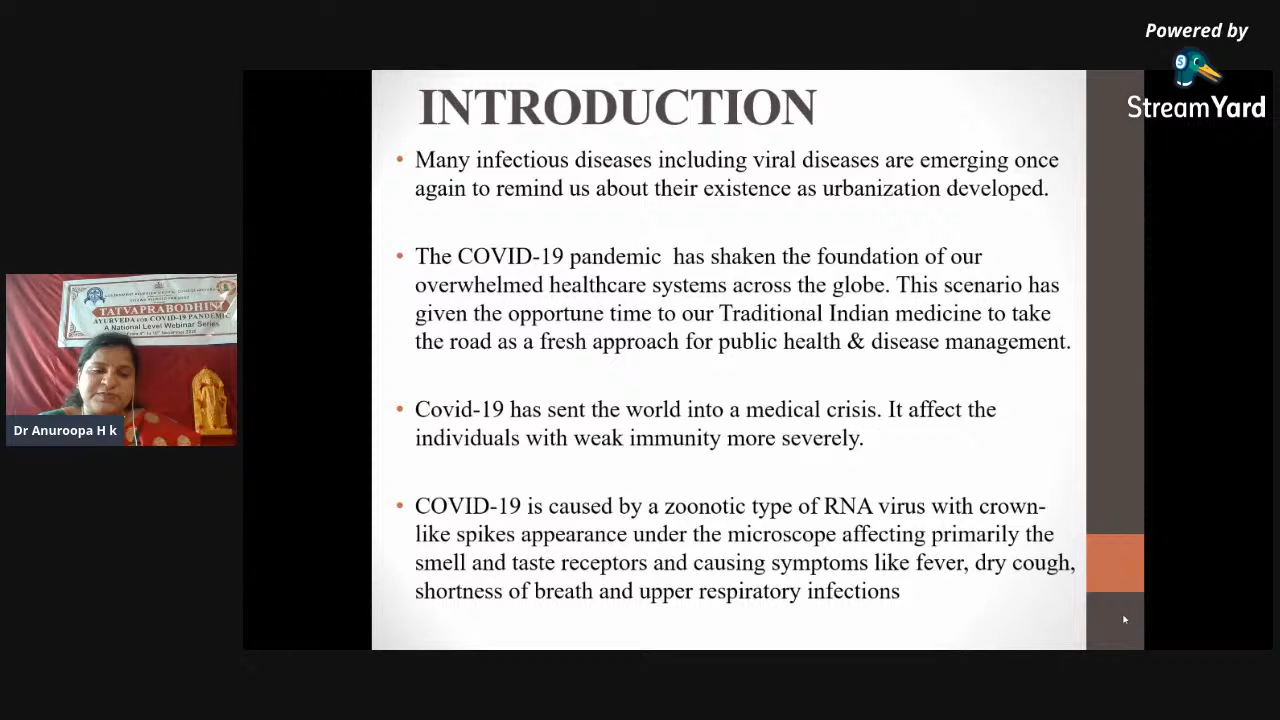 Powered by
StreamYard
INTRODUCTION
• Many infectious diseases including viral diseases are emerging once
again to remind us about their existence as urbanization developed.
• The COVID-19 pandemic has shaken the foundation of our
overwhelmed healthcare systems across the globe. This scenario has
given the opportune time to our Traditional Indian medicine to take
the road as a fresh approach for public health & disease management.
• Covid-19 has sent the world into a medical crisis. It affect the
individuals with weak immunity more severely.
• COVID-19 is caused by a zoonotic type of RNA virus with crown-
like spikes appearance under the microscope affecting primarily the
smell and taste receptors and causing symptoms like fever, dry cough,
shortness of breath and upper respiratory infections
TATVAPRABODHINI
AYURVEDA FOR COVID-19 PANDEMIC
A National Level Webinar Series
Dr Anuroopa H k